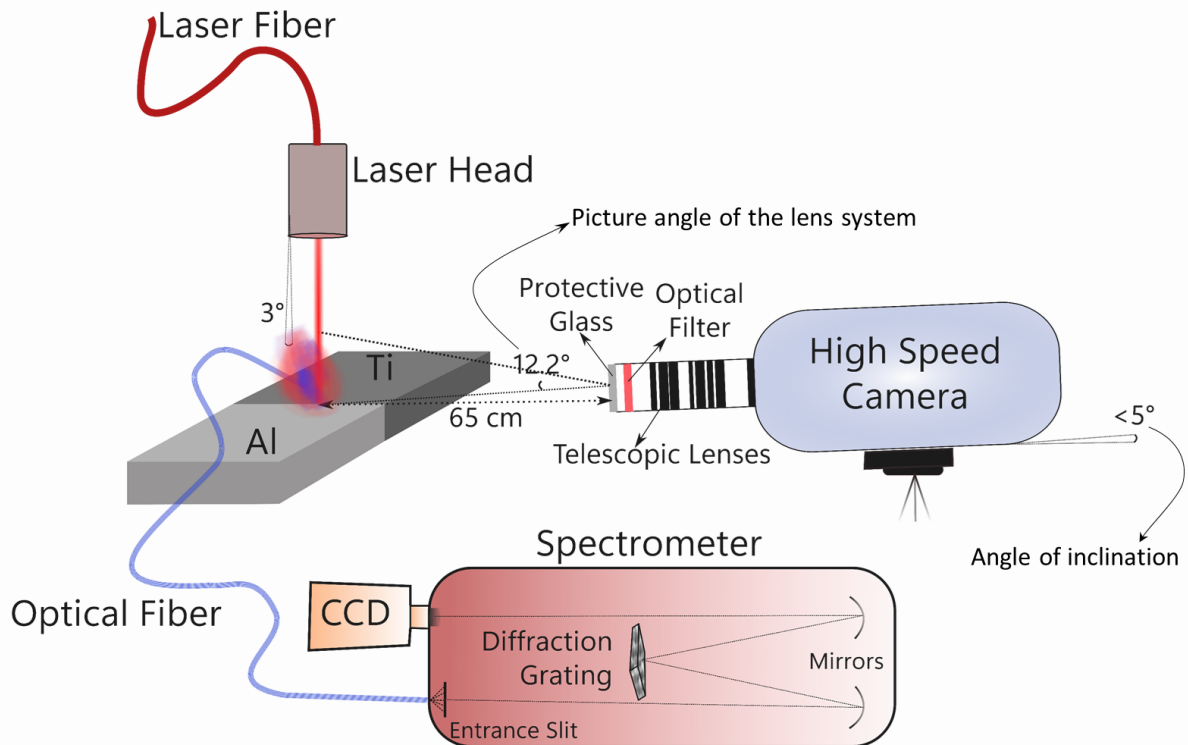 Laser Fiber
Laser Head
Picture angle of the lens system
Protective
Glass
Optical
Filter
High Speed
Camera
3°
Ti
12.2°
65 cm
<5°
Al
Telescopic Lenses
Angle of inclination
Spectrometer
Optical Fiber
CCD
Diffraction
Grating
Mirrors
Entrance Slit